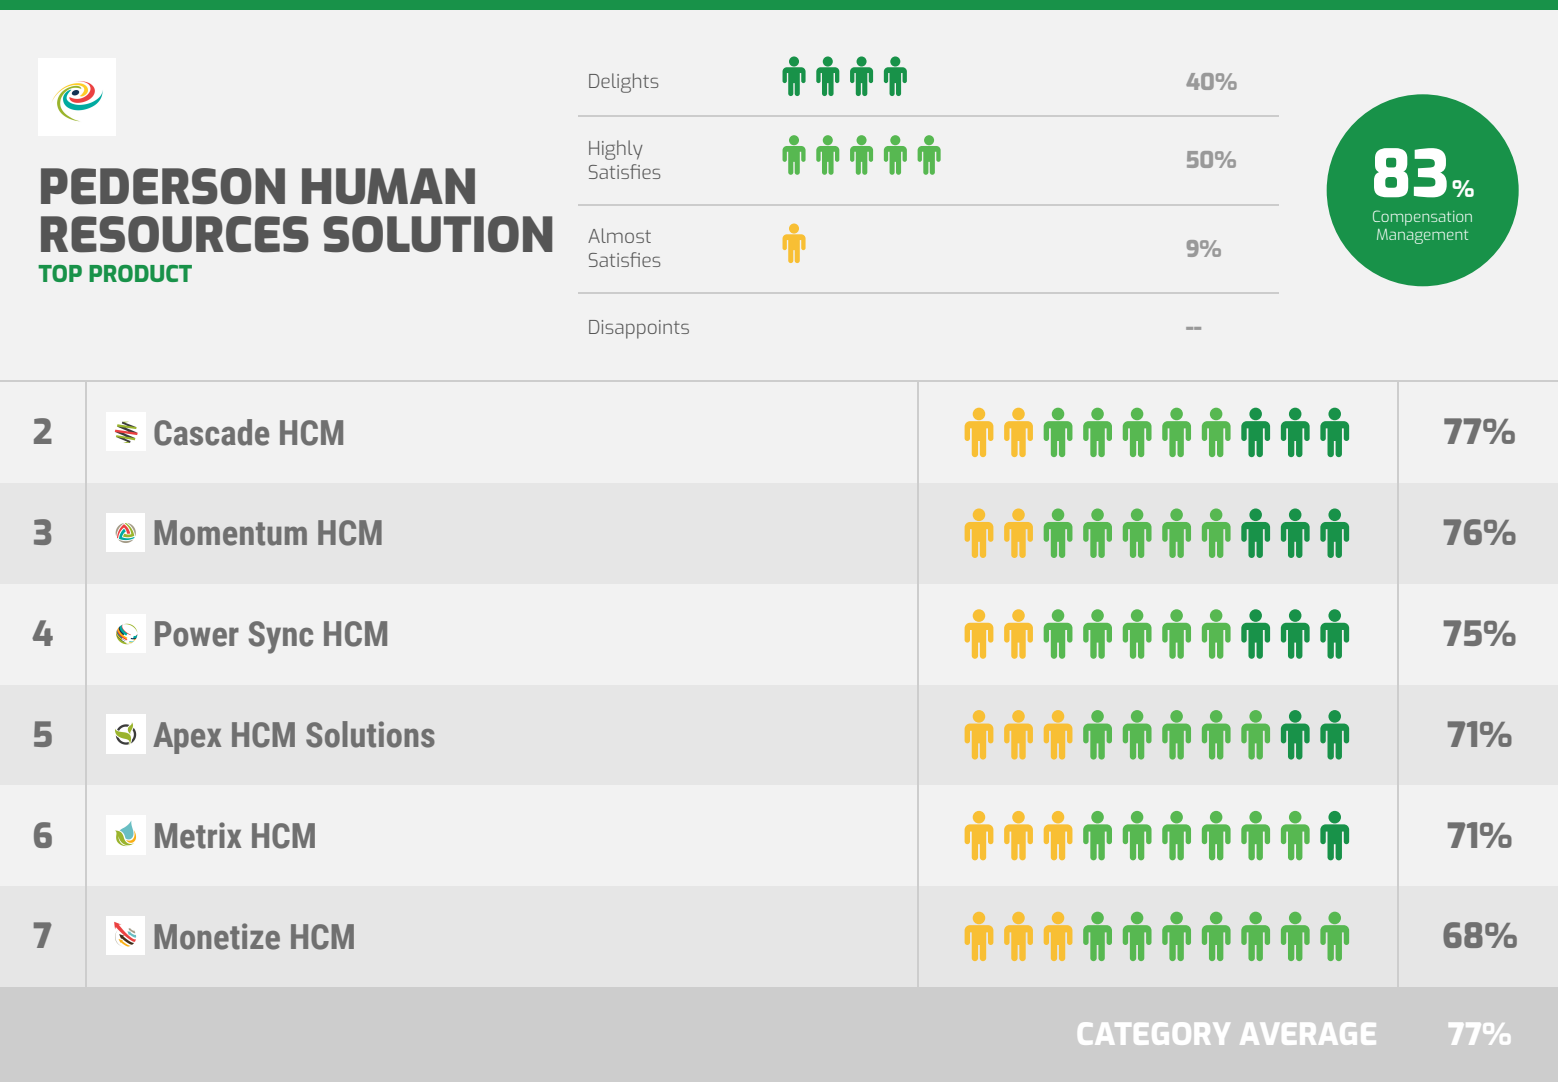 PEDERSON HUMAN
RESOURCES SOLUTION
TOP PRODUCT
Delights 40%
Highly
Satisfies 50%
Almost
Satisfies 9%
Disappoints --
83%
Compensation
Management
2 Cascade HCM 77%
3 Momentum HCM 76%
4 Power Sync HCM 75%
5 Apex HCM Solutions 71%
6 Metrix HCM 71%
7 Monetize HCM 68%
CATEGORY AVERAGE 77%